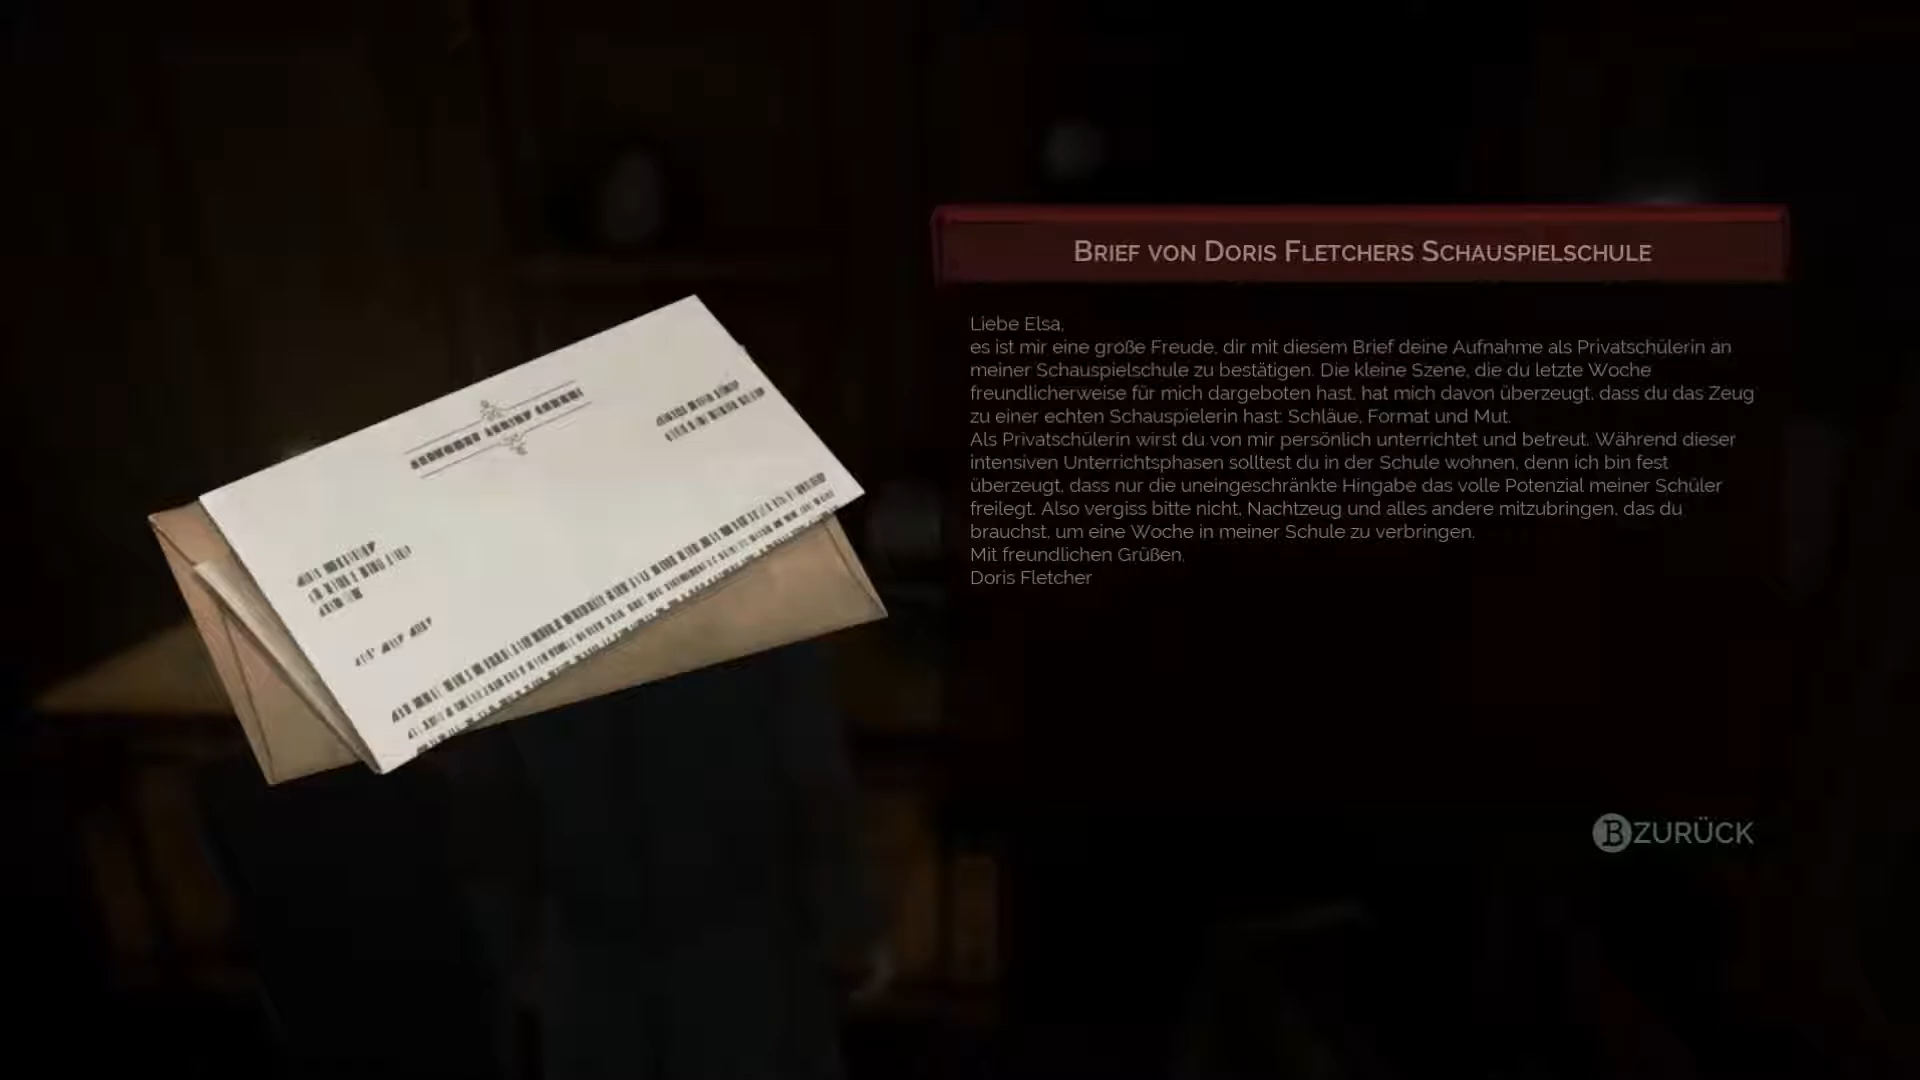 Brief von Doris Fletchers Schauspielschule
Liebe Elsa,
es ist mir eine große Freude, dir mit diesem Brief deine Aufnahme als Privatschülerin an
meiner Schauspielschule zu bestätigen. Die kleine Szene, die du letzte Woche
freundlicherweise für mich dargeboten hast, hat mich davon überzeugt, dass du das Zeug
zu einer echten Schauspielerin hast: Schläue, Format und Mut.
Als Privatschülerin wirst du von mir persönlich unterrichtet und betreut. Während dieser
intensiven Unterrichtsphasen solltest du in der Schule wohnen, denn ich bin fest
überzeugt, dass nur die uneingeschränkte Hingabe das volle Potenzial meiner Schüler
freilegt. Also vergiss bitte nicht, Nachtzeug und alles andere mitzubringen, das du
brauchst, um eine Woche in meiner Schule zu verbringen.
Mit freundlichen Grüßen,
Doris Fletcher
B ZURÜCK